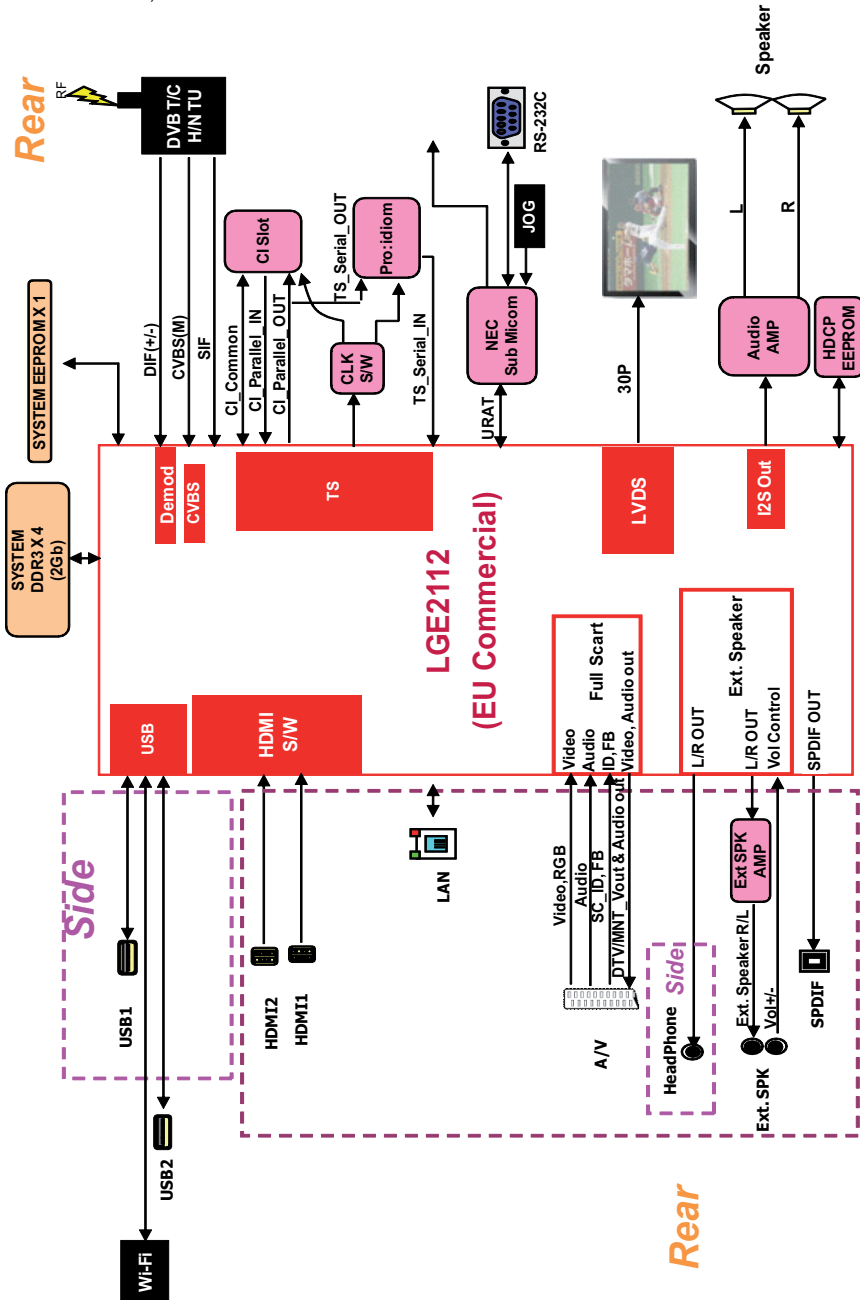 Rear
RF
DVB T/C
H/N TU
Speaker
SYSTEM EEPROM X 1
SYSTEM
DDR3 X 4
(2Gb)
DIF(+/-)
CVBS(M)
SIF
CI Slot
CI_Common
CI_Parallel_IN
CI_Parallel_OUT
TS_Serial_OUT
Pro:idiom
CLK
S/W
TS_Serial_IN
RS-232C
JOG
NEC
Sub Micom
URAT
30P
L
R
Audio
AMP
HDCP
EEPROM
Demod
CVBS
TS
LVDS
I2S Out
LGE2112
(EU Commercial)
USB
HDMI
S/W
Full Scart
Video
Audio
ID,FB
Video, Audio out
Ext. Speaker
L/R OUT
L/R OUT
Vol Control
SPDIF OUT
Side
USB1
USB2
Wi-Fi
HDMI2
HDMI1
LAN
Video,RGB
Audio
SC_ID, FB
DTV/MNT_Vout & Audio out
A/V
Side
HeadPhone
Ext SPK
AMP
Ext. Speaker R/L
Vol+/-
Ext. SPK
SPDIF
Rear